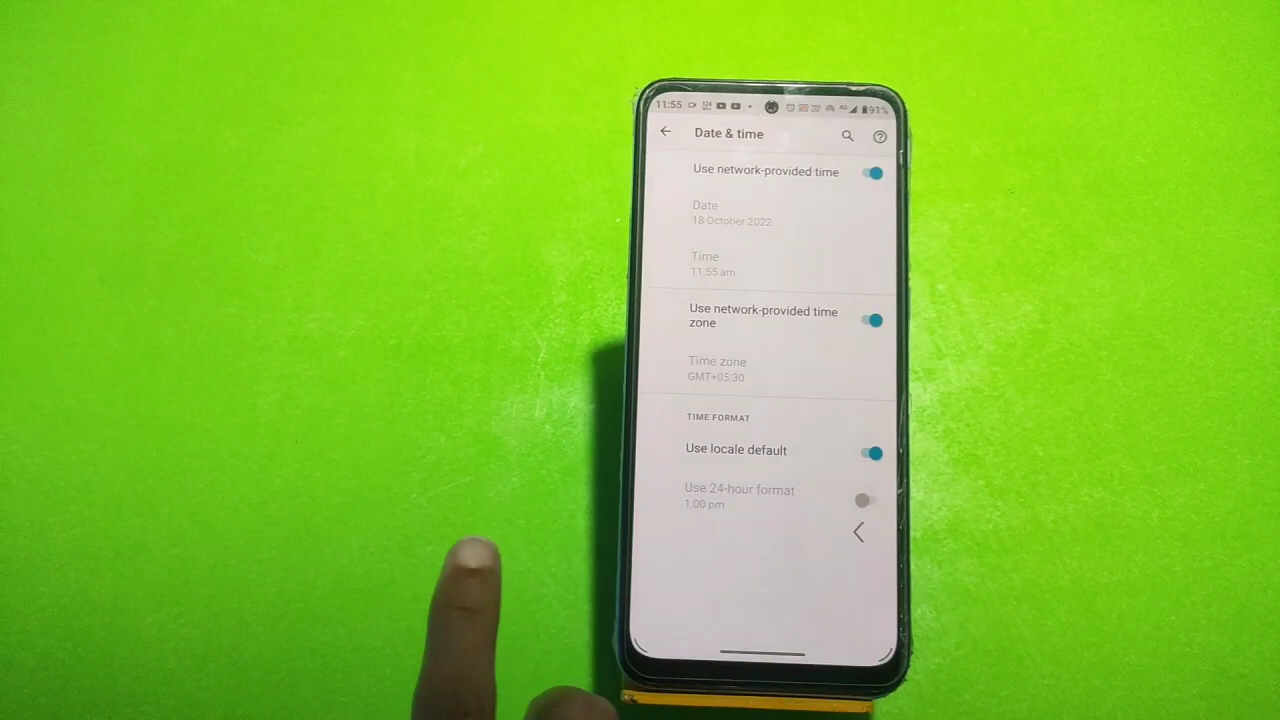 11:55 4G 91%
Date & time
Use network-provided time
Date
18 October 2022
Time
11:55 am
Use network-provided time
zone
Time zone
GMT+05:30
TIME FORMAT
Use locale default
Use 24-hour format
1:00 pm